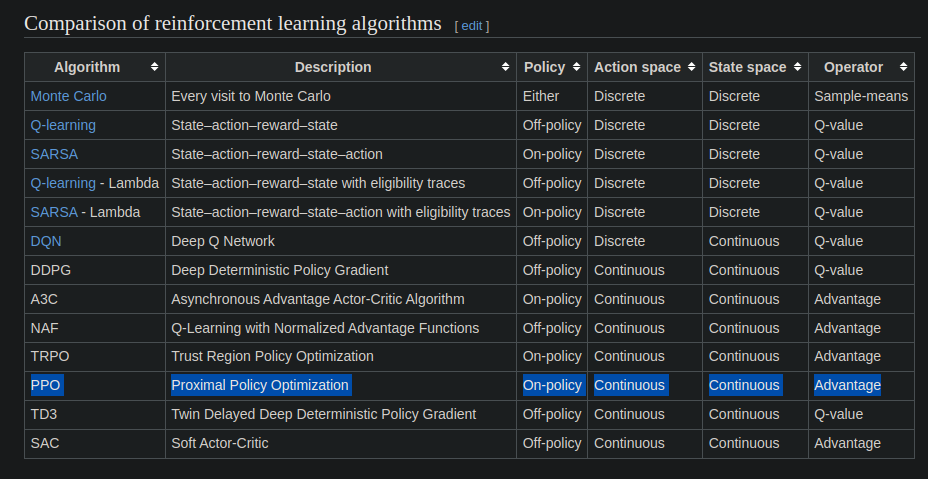 Comparison of reinforcement learning algorithms [ edit ]
Algorithm Description Policy Action space State space Operator
Monte Carlo Every visit to Monte Carlo Either Discrete Discrete Sample-means
Q-learning State–action–reward–state Off-policy Discrete Discrete Q-value
SARSA State–action–reward–state–action On-policy Discrete Discrete Q-value
Q-learning - Lambda State–action–reward–state with eligibility traces Off-policy Discrete Discrete Q-value
SARSA - Lambda State–action–reward–state–action with eligibility traces On-policy Discrete Discrete Q-value
DQN Deep Q Network Off-policy Discrete Continuous Q-value
DDPG Deep Deterministic Policy Gradient Off-policy Continuous Continuous Q-value
A3C Asynchronous Advantage Actor-Critic Algorithm On-policy Continuous Continuous Advantage
NAF Q-Learning with Normalized Advantage Functions Off-policy Continuous Continuous Advantage
TRPO Trust Region Policy Optimization On-policy Continuous Continuous Advantage
PPO Proximal Policy Optimization On-policy Continuous Continuous Advantage
TD3 Twin Delayed Deep Deterministic Policy Gradient Off-policy Continuous Continuous Q-value
SAC Soft Actor-Critic Off-policy Continuous Continuous Advantage